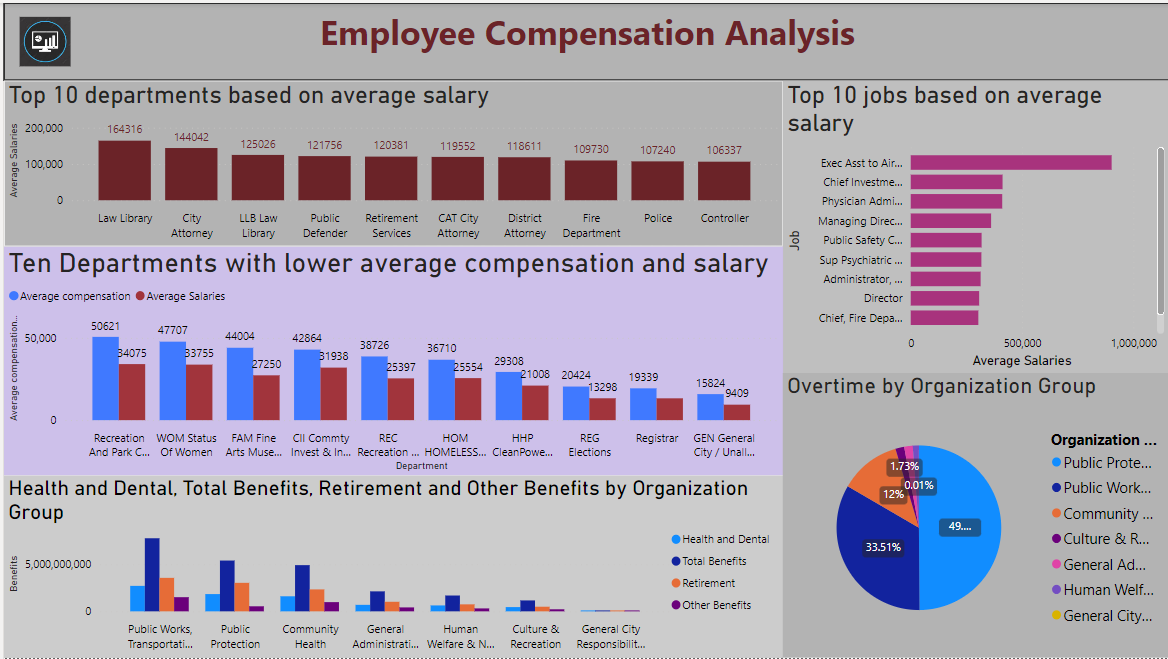 Employee Compensation Analysis
Top 10 departments based on average salary
Average Salaries
200,000
100,000
0
164316
144042
125026
121756
120381
119552
118611
109730
107240
106337
Law Library
City
Attorney
LLB Law
Library
Public
Defender
Retirement
Services
CAT City
Attorney
District
Attorney
Fire
Department
Police
Controller
Top 10 jobs based on average
salary
Job
Exec Asst to Air...
Chief Investme...
Physician Admi...
Managing Direc...
Public Safety C...
Sup Psychiatric ...
Administrator, ...
Director
Chief, Fire Depa...
0
500,000
1,000,000
Average Salaries
Ten Departments with lower average compensation and salary
Average compensation
Average Salaries
Average compensation...
50,000
0
50621
34075
47707
33755
44004
27250
42864
31938
38726
25397
36710
25554
29308
21008
20424
13298
19339
15824
9409
Recreation
And Park C...
WOM Status
Of Women
FAM Fine
Arts Muse...
CII Commty
Invest & In...
REC
Recreation ...
HOM
HOMELESS...
HHP
CleanPowe...
REG
Elections
Registrar
GEN General
City / Unall...
Department
Overtime by Organization Group
49....
33.51%
12%
1.73%
0.01%
Organization ...
Public Prote...
Public Work...
Community ...
Culture & R...
General Ad...
Human Welf...
General City...
Health and Dental, Total Benefits, Retirement and Other Benefits by Organization
Group
Benefits
5,000,000,000
0
Public Works,
Transportati...
Public
Protection
Community
Health
General
Administrati...
Human
Welfare & N...
Culture &
Recreation
General City
Responsibilit...
Health and Dental
Total Benefits
Retirement
Other Benefits